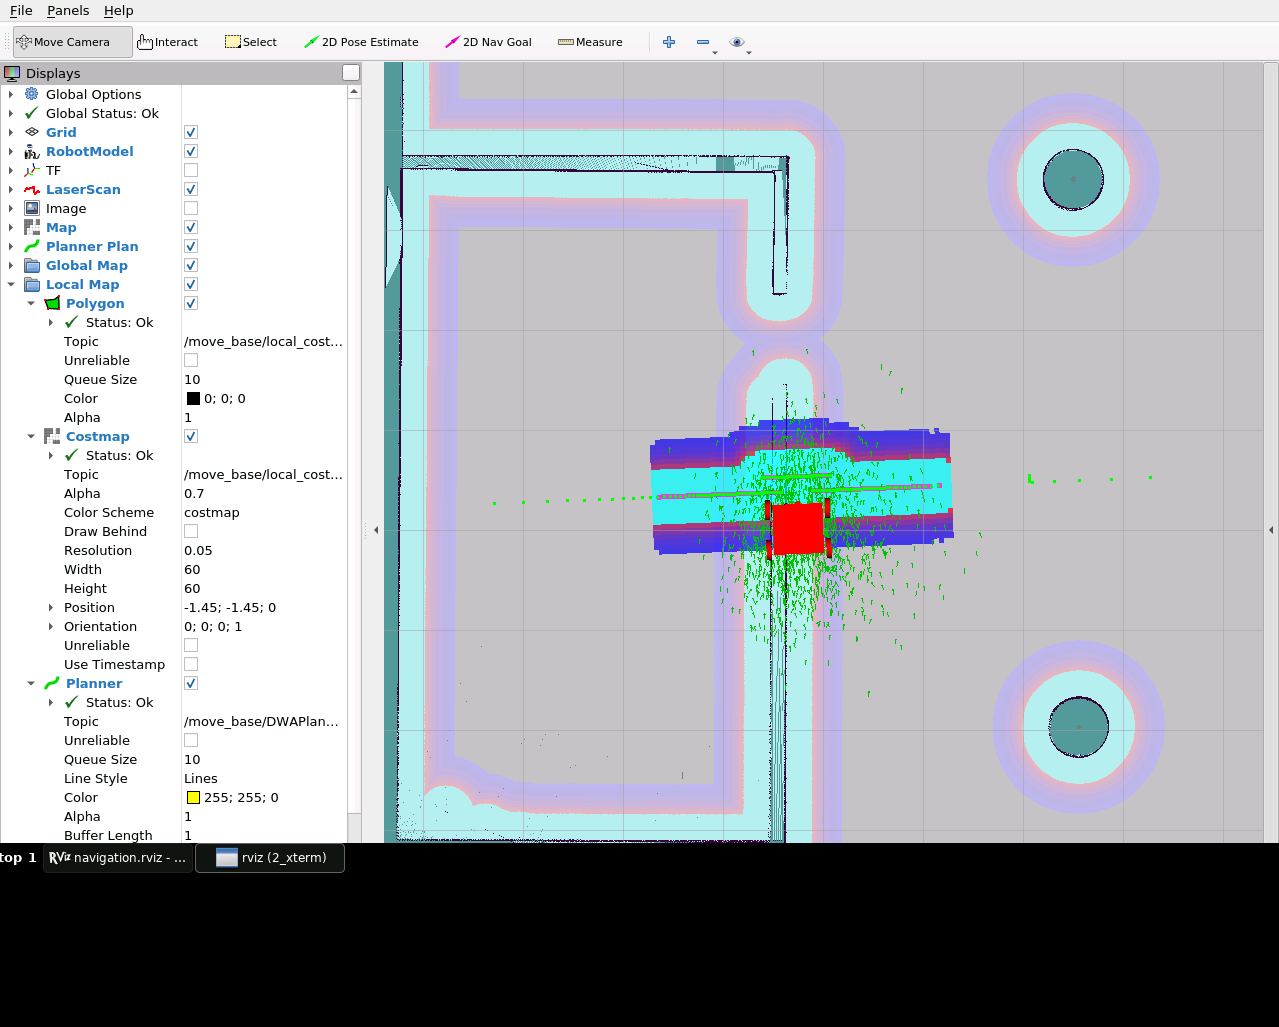 File Panels Help
Move Camera Interact Select 2D Pose Estimate 2D Nav Goal Measure
Displays
Global Options
Global Status: Ok
Grid
RobotModel
TF
LaserScan
Image
Map
Planner Plan
Global Map
Local Map
Polygon
Status: Ok
Topic /move_base/local_cost...
Unreliable
Queue Size 10
Color 0; 0; 0
Alpha 1
Costmap
Status: Ok
Topic /move_base/local_cost...
Alpha 0.7
Color Scheme costmap
Draw Behind
Resolution 0.05
Width 60
Height 60
Position -1.45; -1.45; 0
Orientation 0; 0; 0; 1
Unreliable
Use Timestamp
Planner
Status: Ok
Topic /move_base/DWAPlan...
Unreliable
Queue Size 10
Line Style Lines
Color 255; 255; 0
Alpha 1
Buffer Length 1
top 1 RViz navigation.rviz - ... rviz (2_xterm)